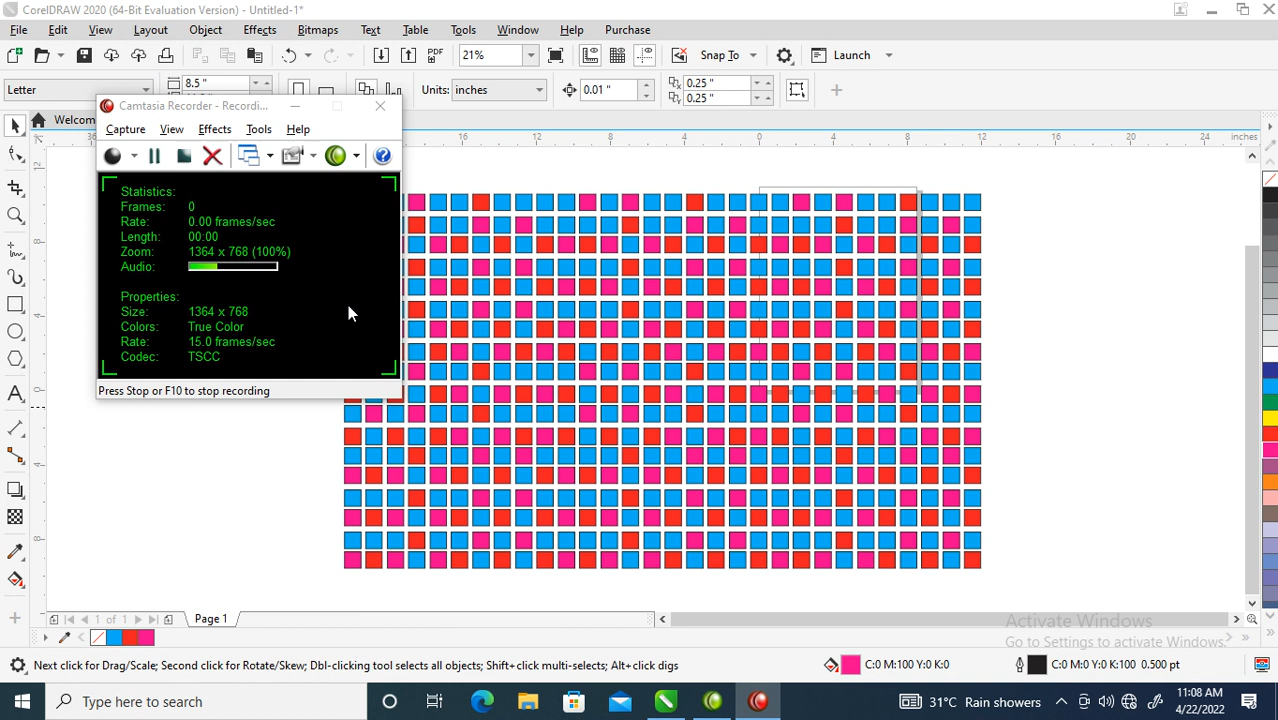 CorelDRAW 2020 (64-Bit Evaluation Version) - Untitled-1*
File Edit View Layout Object Effects Bitmaps Text Table Tools Window Help Purchase
PDF 21% Snap To Launch
Letter 8.5 " Units: inches 0.01 " 0.25 "
0.25 "
Welcom
Camtasia Recorder - Recordi...
Capture View Effects Tools Help
16 12 8 4 0 4 8 12 16 20 24 inches
Statistics:
Frames: 0
Rate: 0.00 frames/sec
Length: 00:00
Zoom: 1364 x 768 (100%)
Audio:
Properties:
Size: 1364 x 768
Colors: True Color
Rate: 15.0 frames/sec
Codec: TSCC
Press Stop or F10 to stop recording
1 of 1 Page 1
Activate Windows
Go to Settings to activate Windows.
Next click for Drag/Scale; Second click for Rotate/Skew; Dbl-clicking tool selects all objects; Shift+click multi-selects; Alt+click digs
C:0 M:100 Y:0 K:0 C:0 M:0 Y:0 K:100 0.500 pt
Type here to search
31°C Rain showers
11:08 AM
4/22/2022